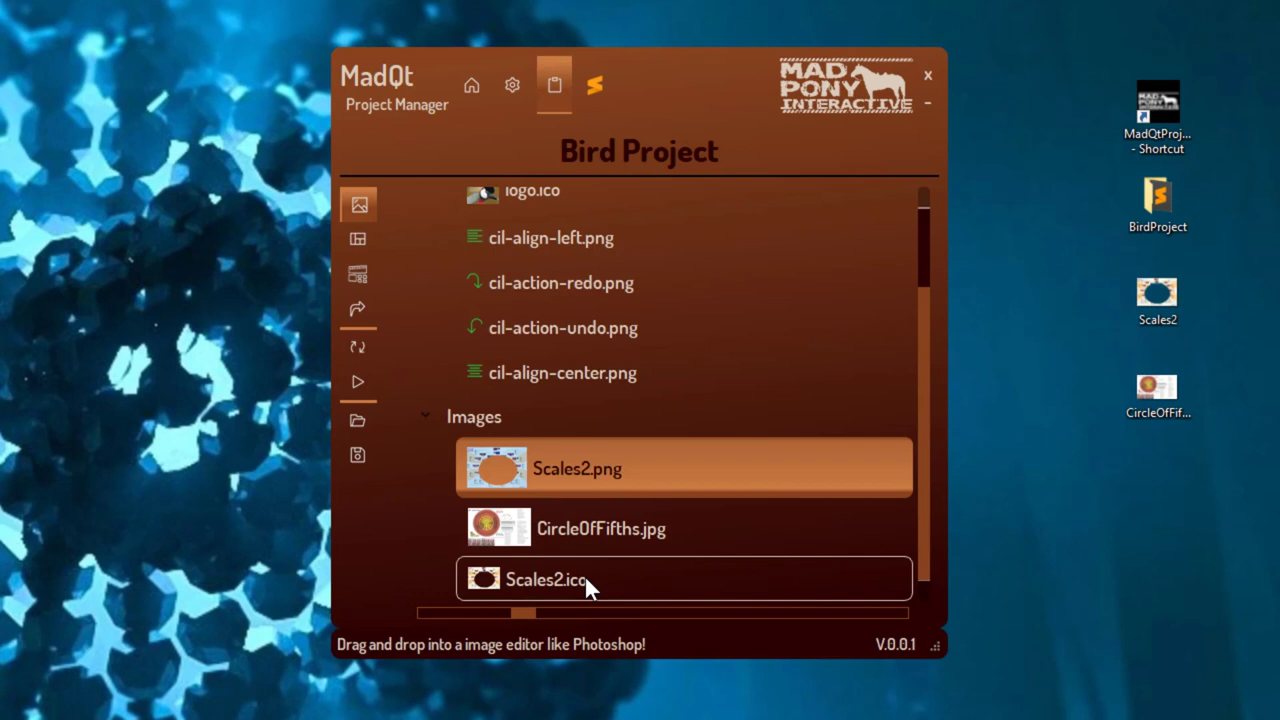 MadQt
Project Manager
MAD
PONY
INTERACTIVE
x
-
Bird Project
logo.ico
cil-align-left.png
cil-action-redo.png
cil-action-undo.png
cil-align-center.png
Images
Scales2.png
CircleOfFifths.jpg
Scales2.ico
Drag and drop into a image editor like Photoshop!
V.0.0.1
MadQtProj...
- Shortcut
BirdProject
Scales2
CircleOfFif...